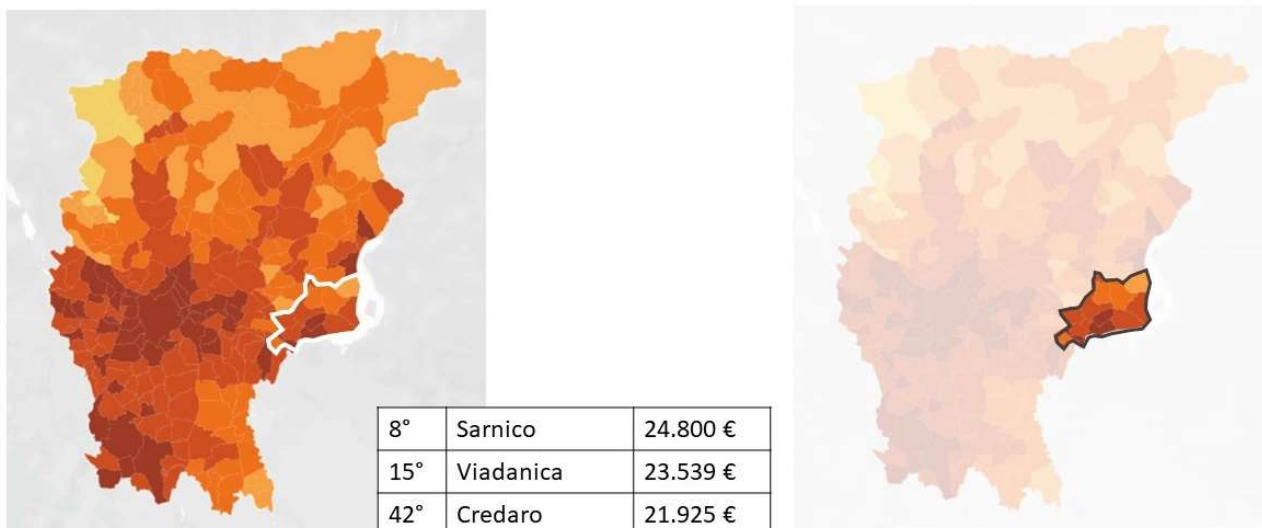 8° Sarnico 24.800 €
15° Viadanica 23.539 €
42° Credaro 21.925 €